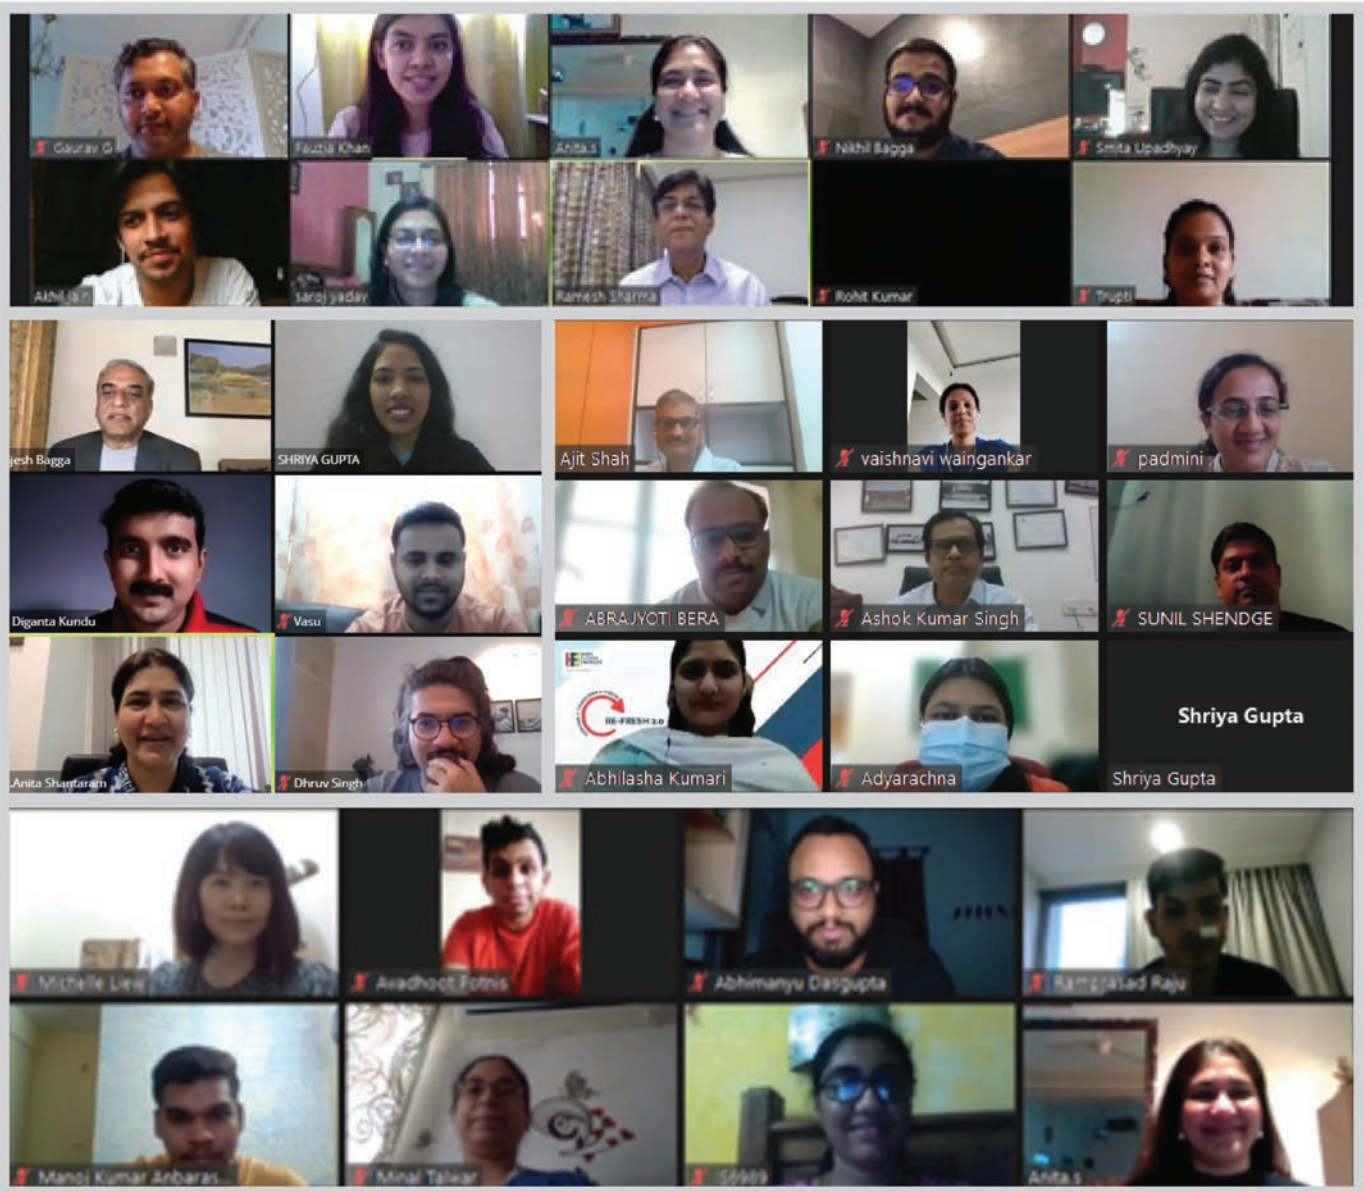 Gaurav G
Fauzia Khan
Anita.s
Nikhil Bagga
Smita Upadhyay
saroj yadav
Ramesh Sharma
Rohit Kumar
Trupti
jesh Bagga
SHRIYA GUPTA
Diganta Kundu
Vasu
.Anita Shantaram
Dhruv Singh
Ajit Shah
vaishnavi waingankar
padmini
ABRAJYOTI BERA
Ashok Kumar Singh
SUNIL SHENDGE
RE-FRESH 2.0
Abhilasha Kumari
Adyarachna
Shriya Gupta
Shriya Gupta
Michelle Liew
Avadhoot Potnis
Abhimanyu Dasgupta
Ramprasad Raju
Manoj Kumar Anbaras...
Minal Talwar
56989
Anita.s